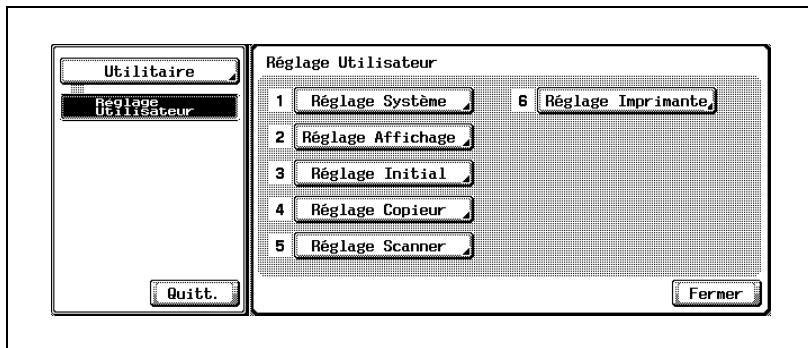 Utilitaire
Réglage
Utilisateur
Quitt.
Réglage Utilisateur
1 Réglage Système
2 Réglage Affichage
3 Réglage Initial
4 Réglage Copieur
5 Réglage Scanner
6 Réglage Imprimante
Fermer